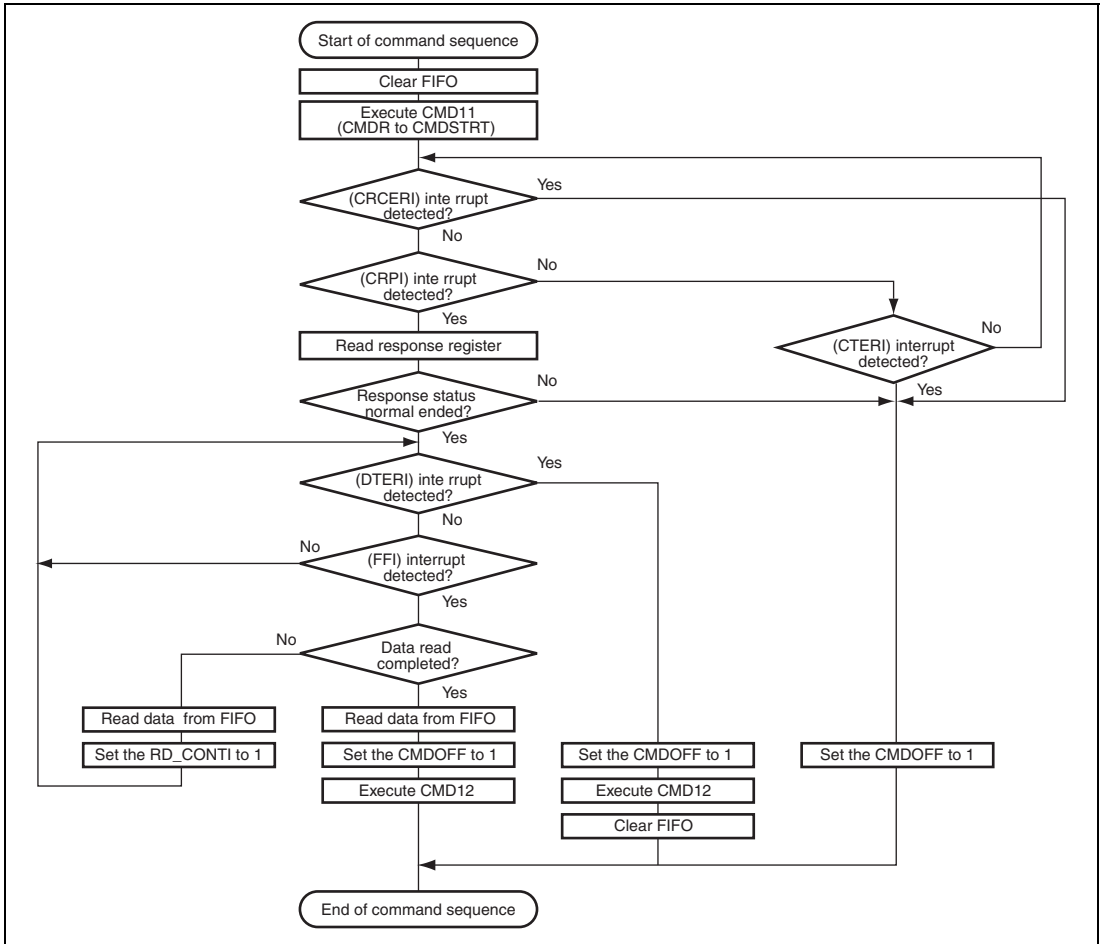 Start of command sequence
Clear FIFO
Execute CMD11
(CMDR to CMDSTRT)
(CRCERI) inte rrupt
detected?
Yes
No
(CRPI) inte rrupt
detected?
No
Yes
(CTERI) interrupt
detected?
No
Yes
Read response register
Response status
normal ended?
No
Yes
(DTERI) inte rrupt
detected?
Yes
No
(FFI) interrupt
detected?
No
Yes
Data read
completed?
No
Yes
Read data from FIFO
Set the RD_CONTI to 1
Read data from FIFO
Set the CMDOFF to 1
Execute CMD12
Set the CMDOFF to 1
Execute CMD12
Clear FIFO
Set the CMDOFF to 1
End of command sequence